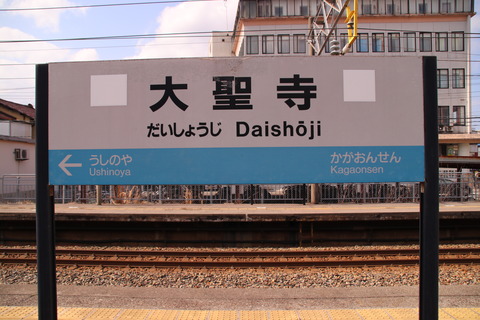 大聖寺
だいしょうじ Daishōji
うしのや かがおんせん
Ushinoya Kagaonsen